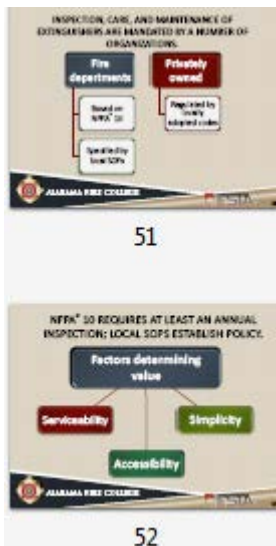 INSPECTION, CARE, AND MAINTENANCE OF
EXTINGUISHERS ARE MANDATED BY A NUMBER OF
ORGANIZATIONS.
Fire
departments
Based on
NFPA® 10
Specified by
local SOPs
Privately
owned
Regulated by
locally
adopted codes
ALABAMA FIRE COLLEGE
IFSTA
51
NFPA® 10 REQUIRES AT LEAST AN ANNUAL
INSPECTION; LOCAL SOPS ESTABLISH POLICY.
Factors determining
value
Serviceability
Accessibility
Simplicity
ALABAMA FIRE COLLEGE
IFSTA
52